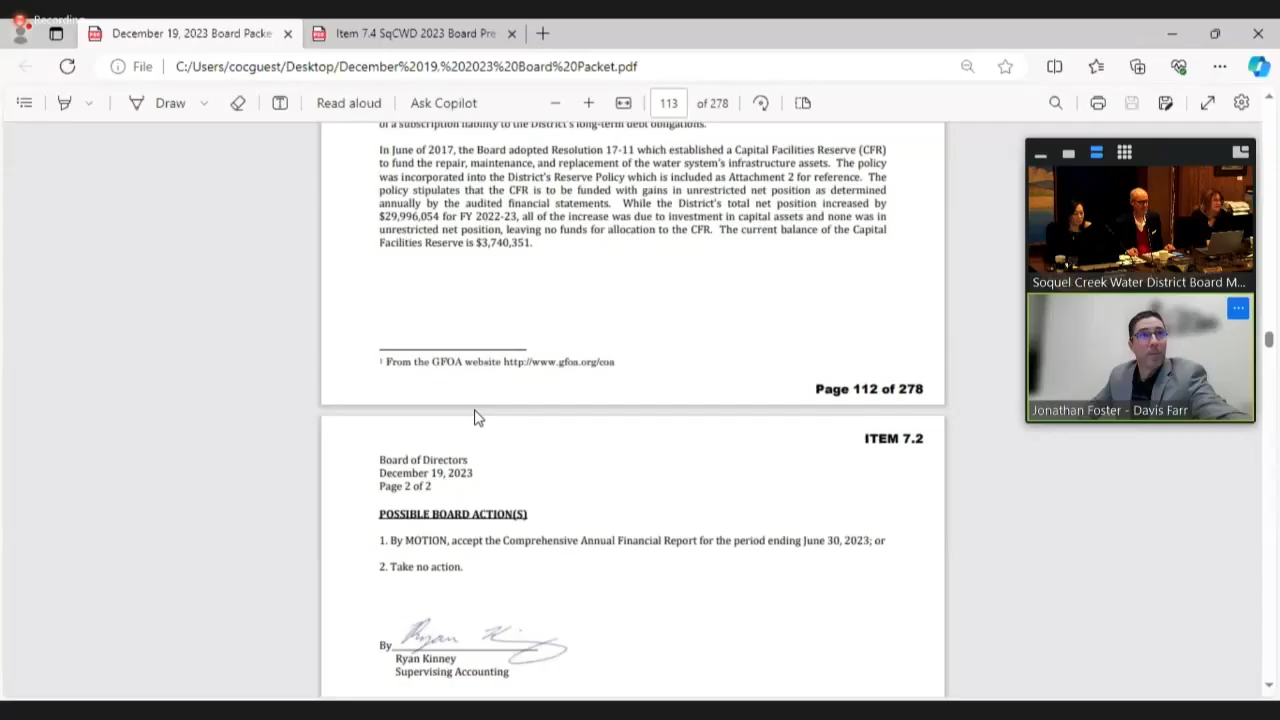 Recording
December 19, 2023 Board Packe
Item 7.4 SqCWD 2023 Board Pre
File
C:/Users/cocguest/Desktop/December%2019,%202023%20Board%20Packet.pdf
Draw
Read aloud
Ask Copilot
113
of 278
of a subscription liability to the District's long-term debt obligations.
In June of 2017, the Board adopted Resolution 17-11 which established a Capital Facilities Reserve (CFR)
to fund the repair, maintenance, and replacement of the water system's infrastructure assets. The policy
was incorporated into the District's Reserve Policy which is included as Attachment 2 for reference. The
policy stipulates that the CFR is to be funded with gains in unrestricted net position as determined
annually by the audited financial statements. While the District's total net position increased by
$29,996,054 for FY 2022-23, all of the increase was due to investment in capital assets and none was in
unrestricted net position, leaving no funds for allocation to the CFR. The current balance of the Capital
Facilities Reserve is $3,740,351.
¹ From the GFOA website http://www.gfoa.org/coa
Page 112 of 278
ITEM 7.2
Board of Directors
December 19, 2023
Page 2 of 2
POSSIBLE BOARD ACTION(S)
1. By MOTION, accept the Comprehensive Annual Financial Report for the period ending June 30, 2023; or
2. Take no action.
By
Ryan Kinney
Supervising Accounting
Soquel Creek Water District Board M...
Jonathan Foster - Davis Farr